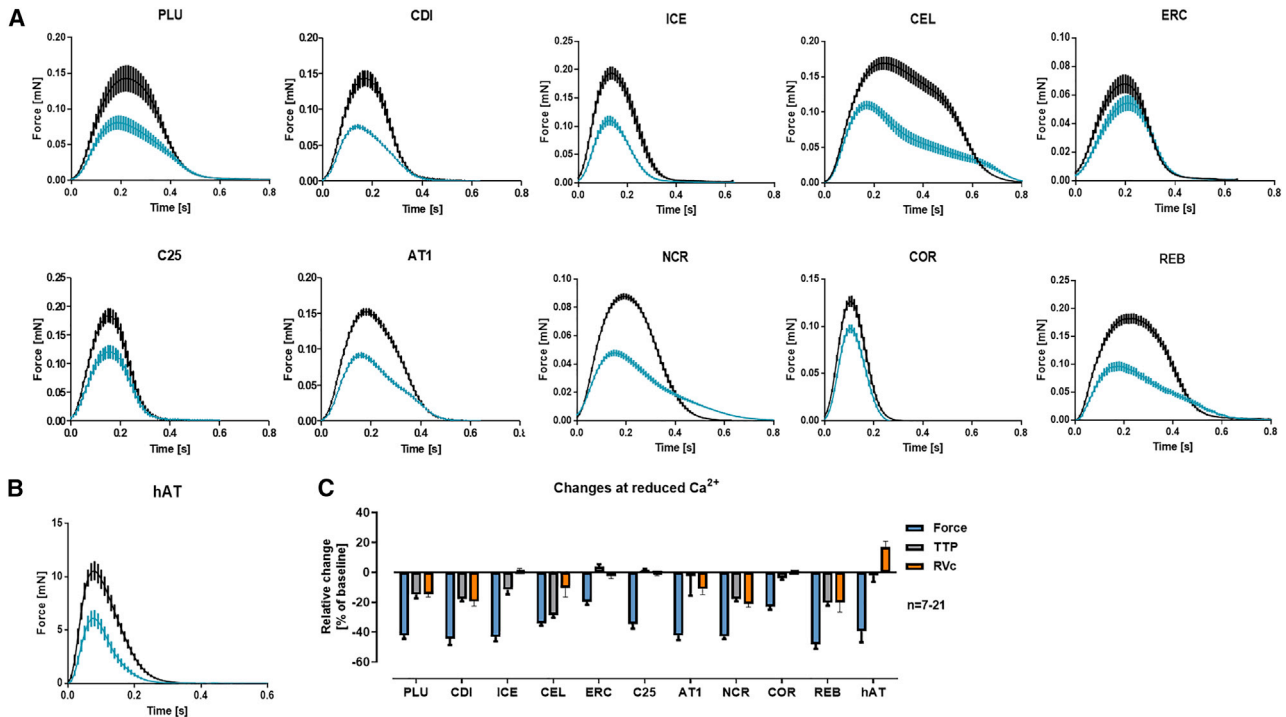 A
PLU
CDI
ICE
CEL
ERC
0.20
0.15
0.10
0.05
0.00
Force [mN]
0.0 0.2 0.4 0.6 0.8
Time [s]
0.20
0.15
0.10
0.05
0.00
Force [mN]
0.0 0.2 0.4 0.6 0.8
Time [s]
0.25
0.20
0.15
0.10
0.05
0.00
Force [mN]
0.0 0.2 0.4 0.6 0.8
Time [s]
0.20
0.15
0.10
0.05
0.00
Force [mN]
0.0 0.2 0.4 0.6 0.8
Time [s]
0.10
0.08
0.06
0.04
0.02
0.00
Force [mN]
0.0 0.2 0.4 0.6 0.8
Time [s]
C25
AT1
NCR
COR
REB
0.25
0.20
0.15
0.10
0.05
0.00
Force [mN]
0.0 0.2 0.4 0.6 0.8
Time [s]
0.20
0.15
0.10
0.05
0.00
Force [mN]
0.0 0.2 0.4 0.6 0.8
Time [s]
0.10
0.08
0.06
0.04
0.02
0.00
Force [mN]
0.0 0.2 0.4 0.6 0.8
Time [s]
0.15
0.10
0.05
0.00
Force [mN]
0.0 0.2 0.4 0.6 0.8
Time [s]
0.25
0.20
0.15
0.10
0.05
0.00
Force [mN]
0.0 0.2 0.4 0.6 0.8
Time [s]
B
hAT
15
10
5
0
Force [mN]
0.0 0.2 0.4 0.6
Time [s]
C
Changes at reduced Ca²⁺
40
20
0
-20
-40
-60
Relative change
[% of baseline]
PLU CDI ICE CEL ERC C25 AT1 NCR COR REB hAT
Force
TTP
RVc
n=7-21